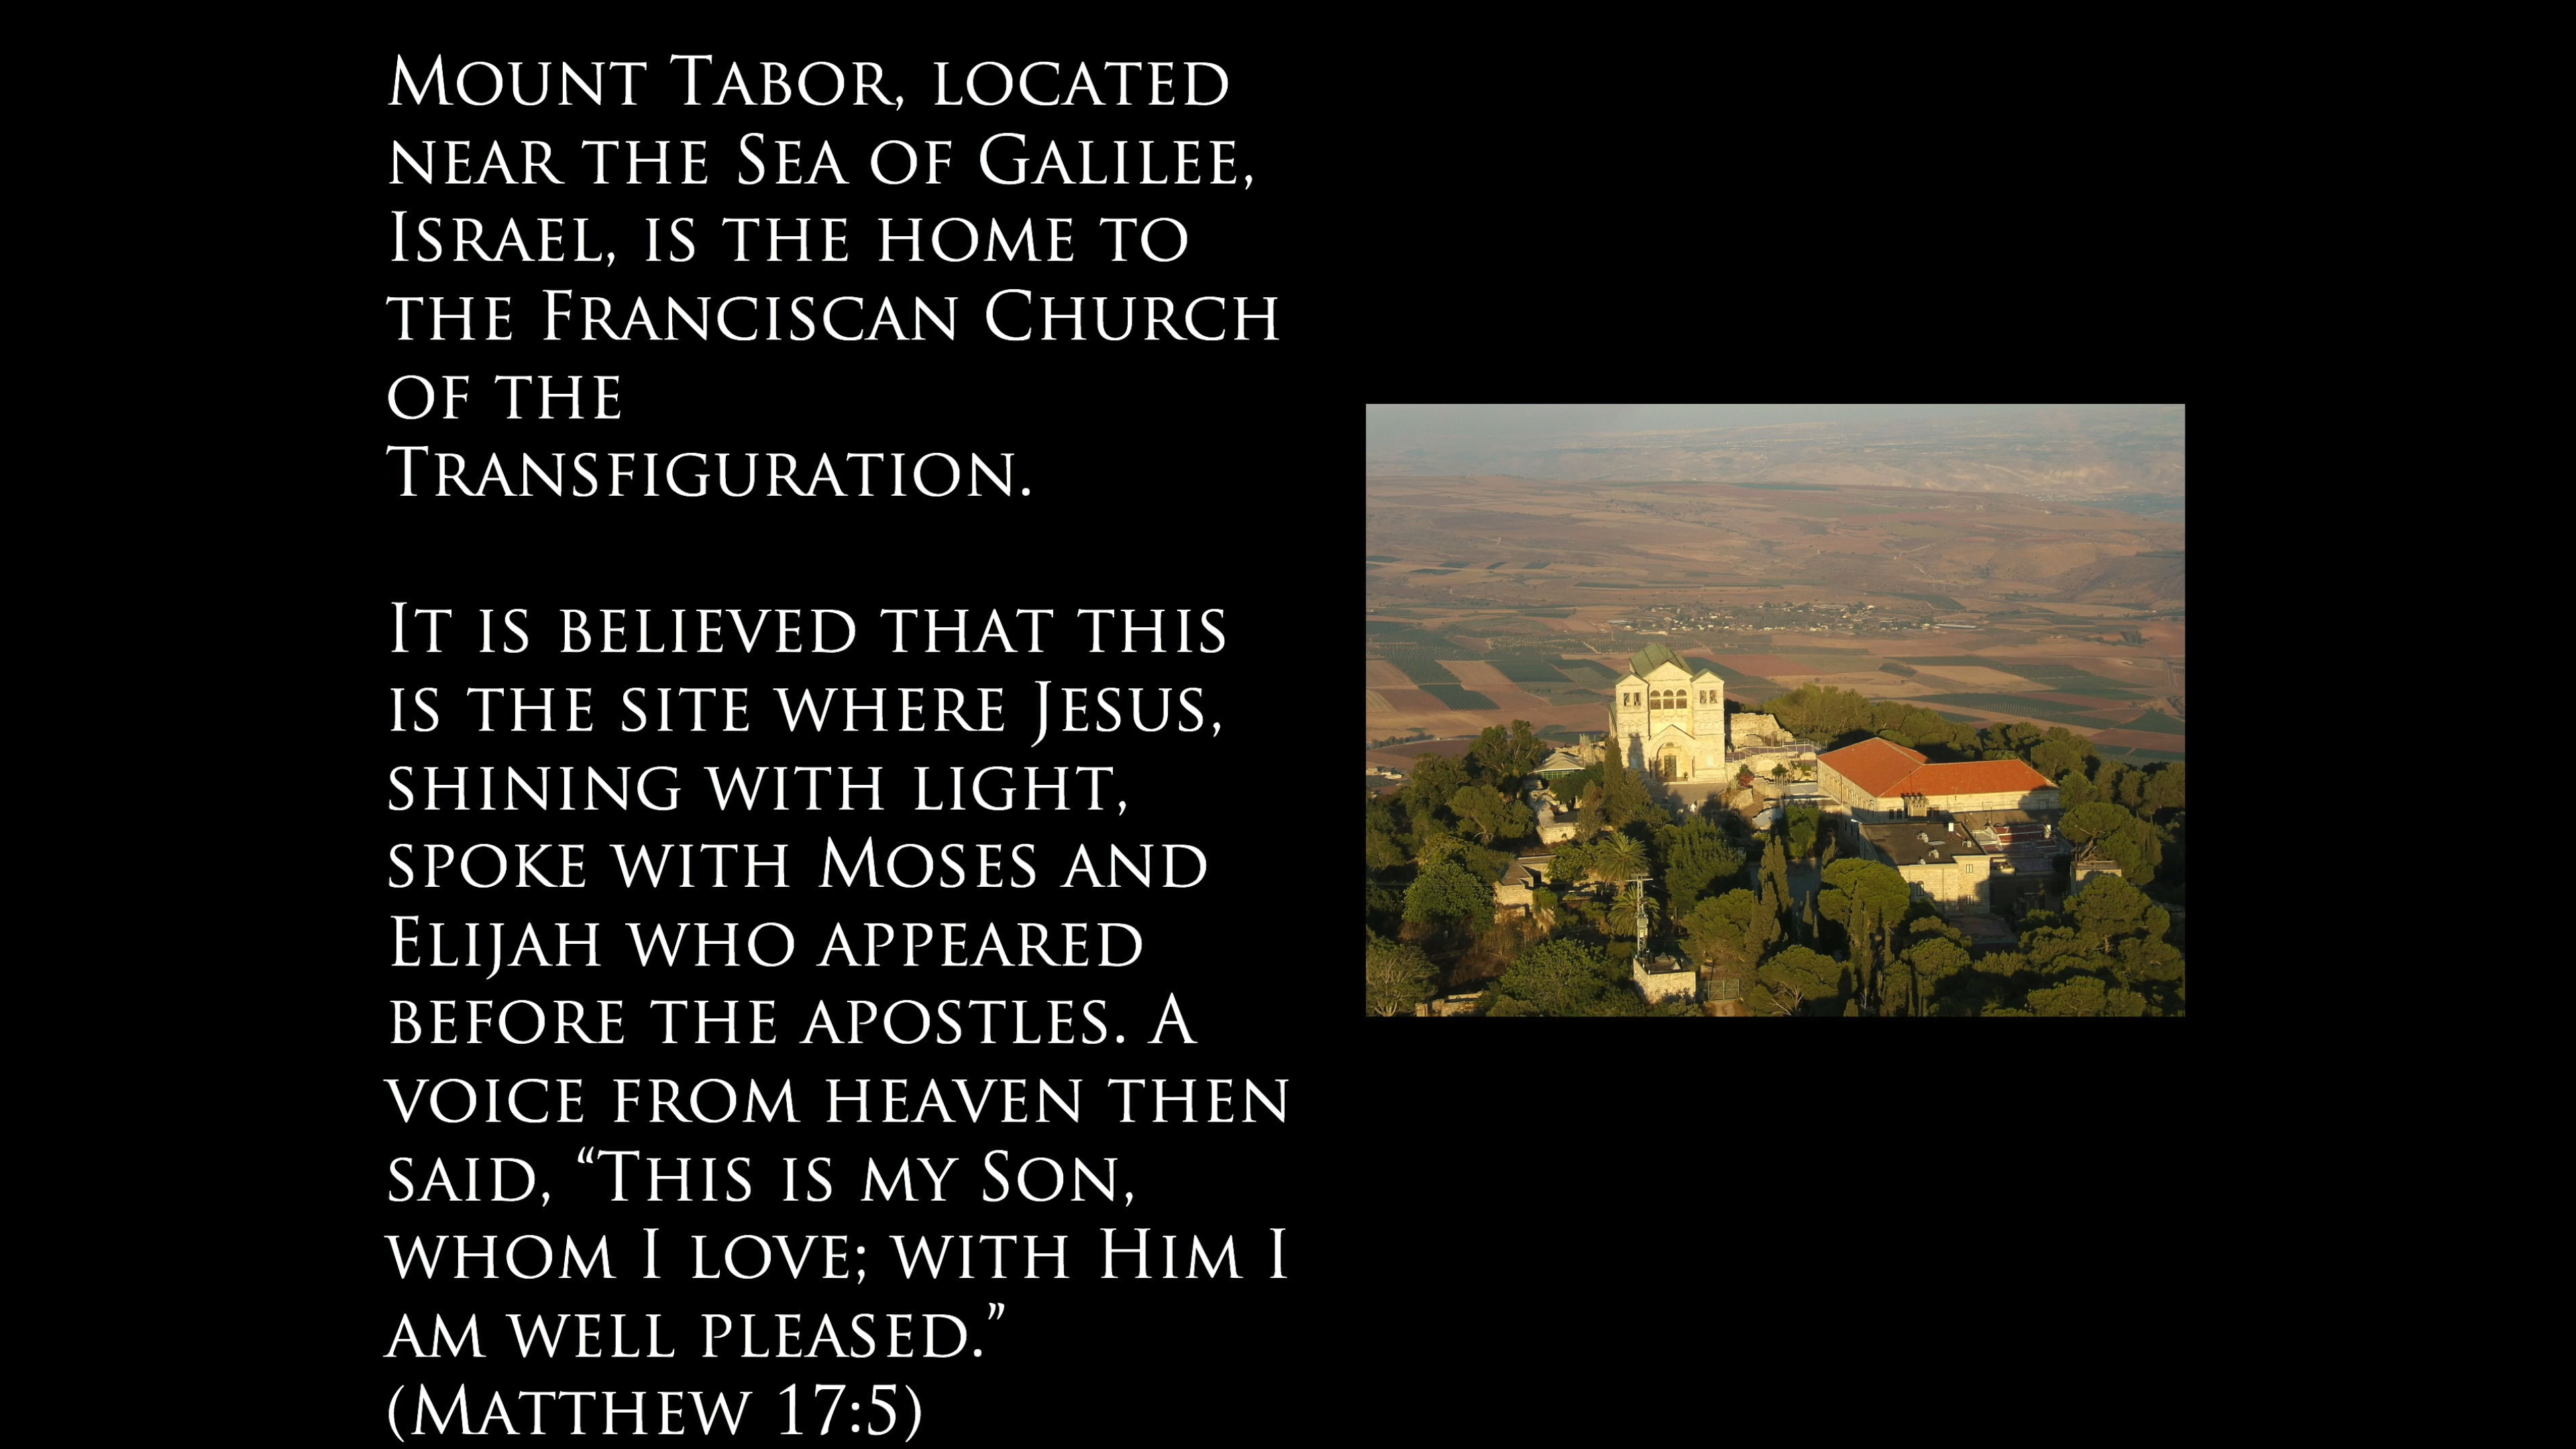 Mount Tabor, located
near the Sea of Galilee,
Israel, is the home to
the Franciscan Church
of the
Transfiguration.
It is believed that this
is the site where Jesus,
shining with light,
spoke with Moses and
Elijah who appeared
before the apostles. A
voice from heaven then
said, “This is my Son,
whom I love; with Him I
am well pleased.”
(Matthew 17:5)